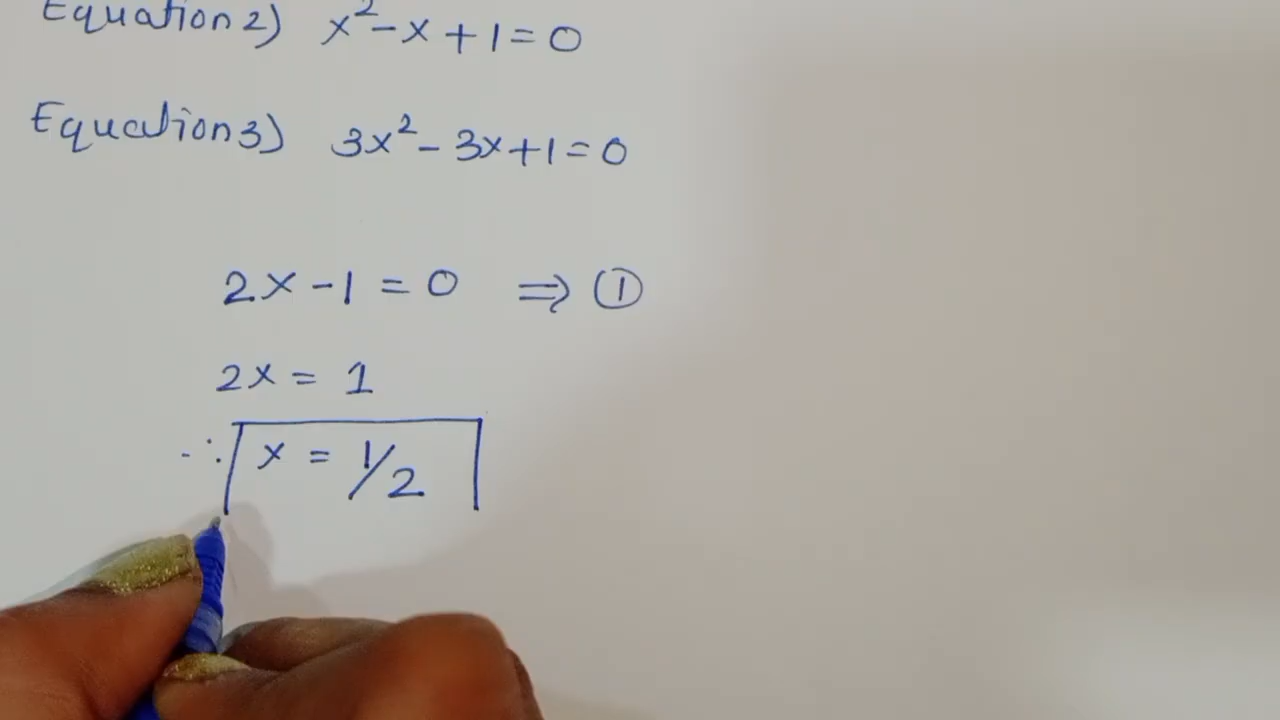 Equation 2) x² - x + 1 = 0
Equation 3) 3x² - 3x + 1 = 0
2x - 1 = 0 ⇒ ①
2x = 1
∴ x = 1/2